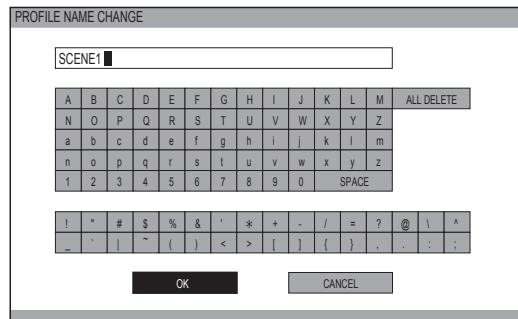 PROFILE NAME CHANGE
SCENE1
A B C D E F G H I J K L M ALL DELETE
N O P Q R S T U V W X Y Z
a b c d e f g h i j k l m
n o p q r s t u v w x y z
1 2 3 4 5 6 7 8 9 0 SPACE
! " # $ % & ' * + - / = ? @ \ ^
_ ` | ~ ( ) < > [ ] { } , . : ;
OK CANCEL